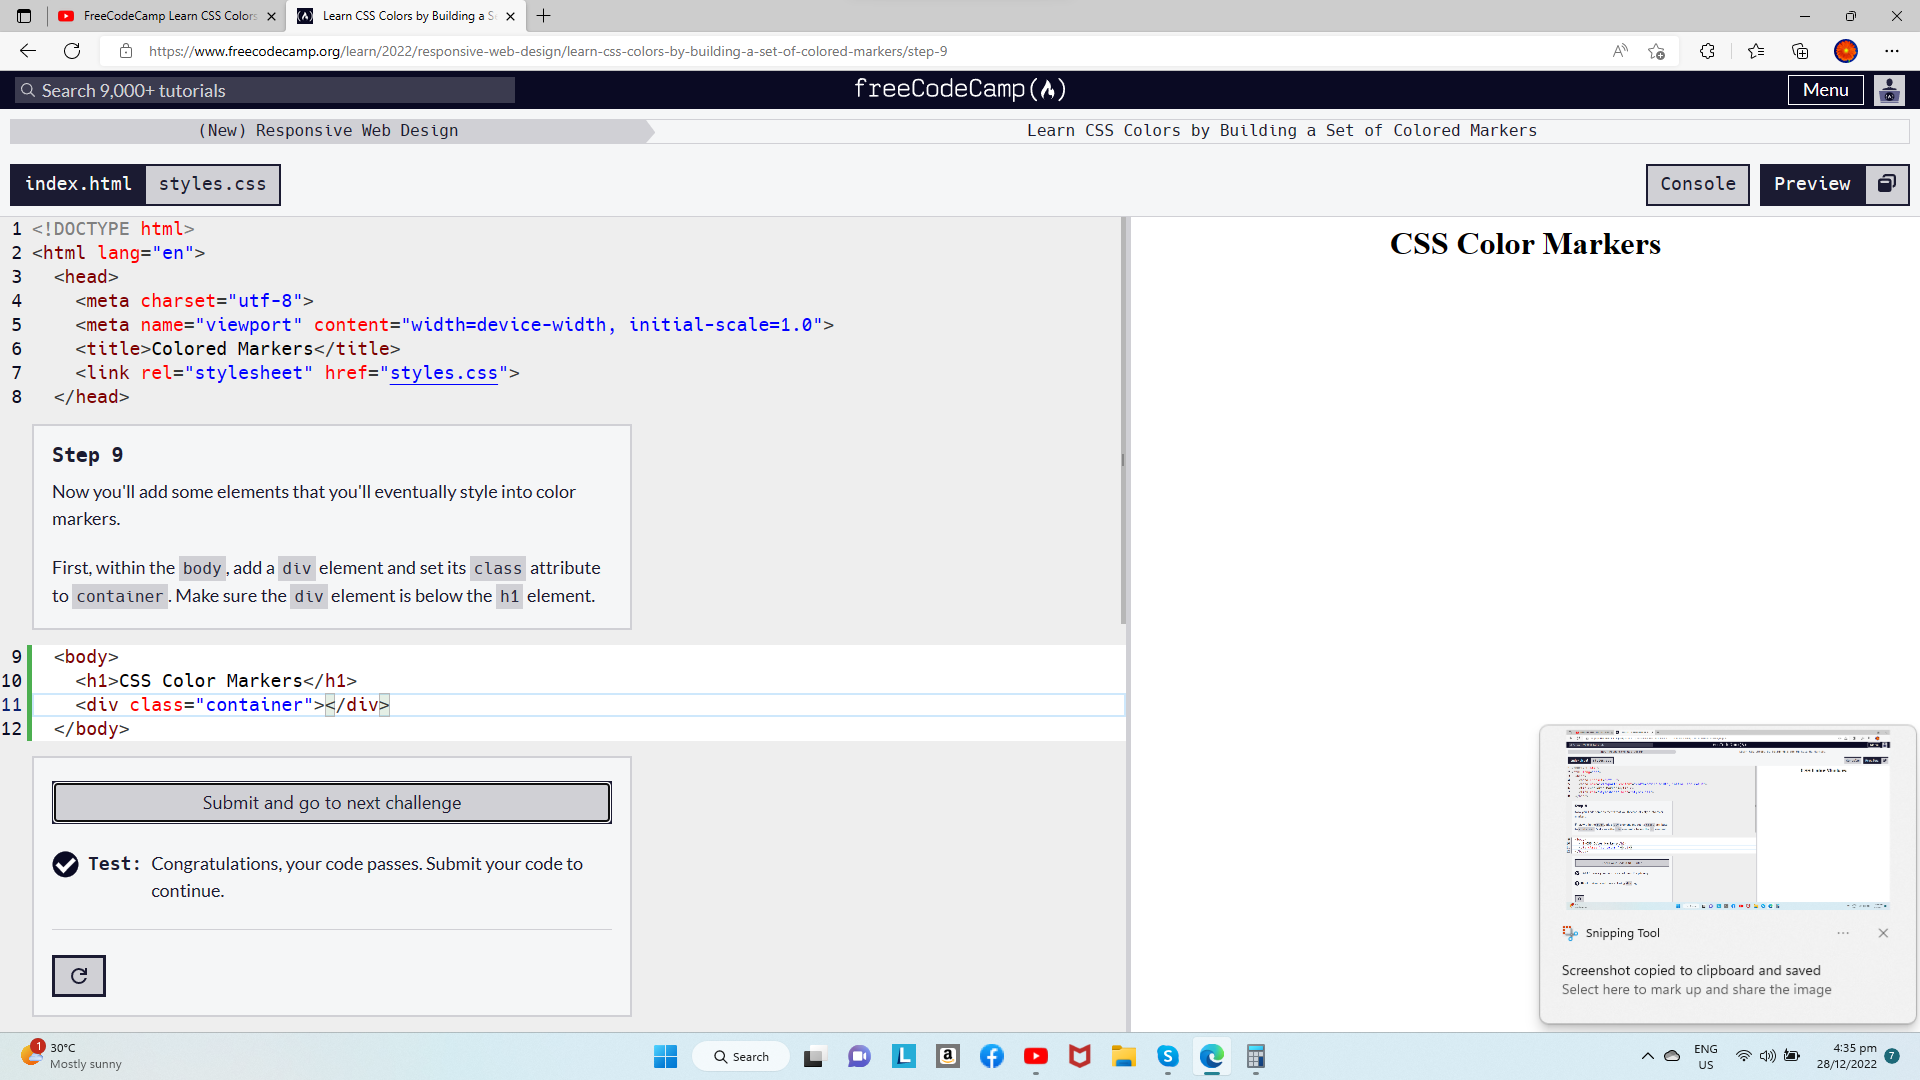 FreeCodeCamp Learn CSS Colors
Learn CSS Colors by Building a Se
https://www.freecodecamp.org/learn/2022/responsive-web-design/learn-css-colors-by-building-a-set-of-colored-markers/step-9
Search 9,000+ tutorials
freeCodeCamp
Menu
(New) Responsive Web Design
Learn CSS Colors by Building a Set of Colored Markers
index.html
styles.css
Console
Preview
1 <!DOCTYPE html>
2 <html lang="en">
3 <head>
4 <meta charset="utf-8">
5 <meta name="viewport" content="width=device-width, initial-scale=1.0">
6 <title>Colored Markers</title>
7 <link rel="stylesheet" href="styles.css">
8 </head>
CSS Color Markers
Step 9
Now you'll add some elements that you'll eventually style into color
markers.
First, within the body, add a div element and set its class attribute
to container. Make sure the div element is below the h1 element.
9 <body>
10 <h1>CSS Color Markers</h1>
11 <div class="container"></div>
12 </body>
Submit and go to next challenge
Test: Congratulations, your code passes. Submit your code to
continue.
Snipping Tool
Screenshot copied to clipboard and saved
Select here to mark up and share the image
1
30°C
Mostly sunny
Search
L
a
S
ENG
US
4:35 pm
28/12/2022
7